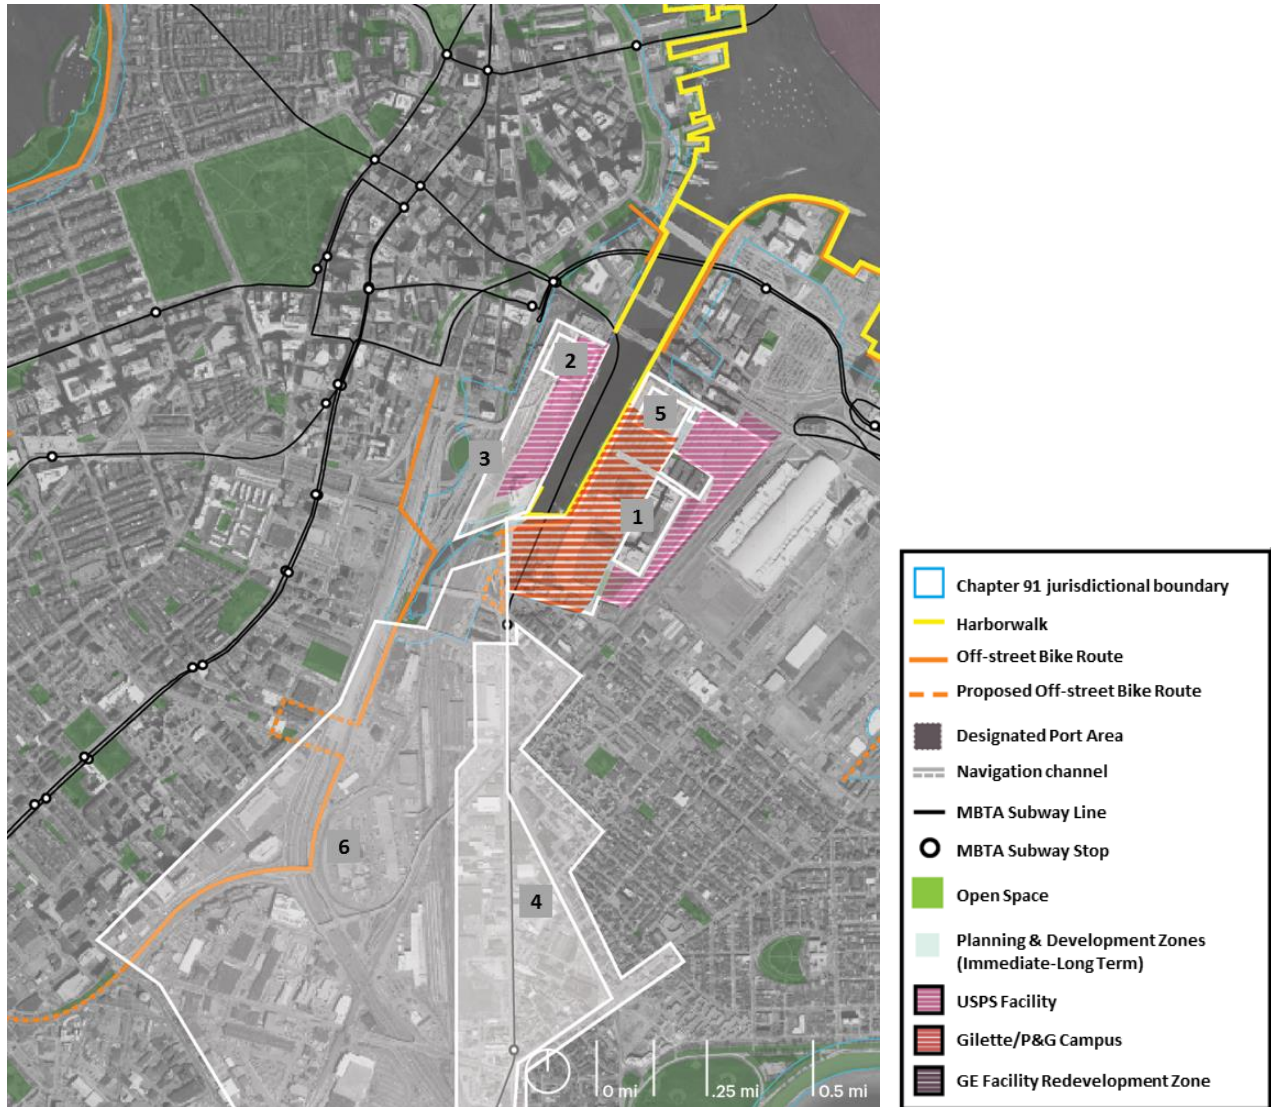 2
5
3
1
6
4
0 mi
.25 mi
0.5 mi
Chapter 91 jurisdictional boundary
Harborwalk
Off-street Bike Route
Proposed Off-street Bike Route
Designated Port Area
Navigation channel
MBTA Subway Line
MBTA Subway Stop
Open Space
Planning & Development Zones
(Immediate-Long Term)
USPS Facility
Gilette/P&G Campus
GE Facility Redevelopment Zone